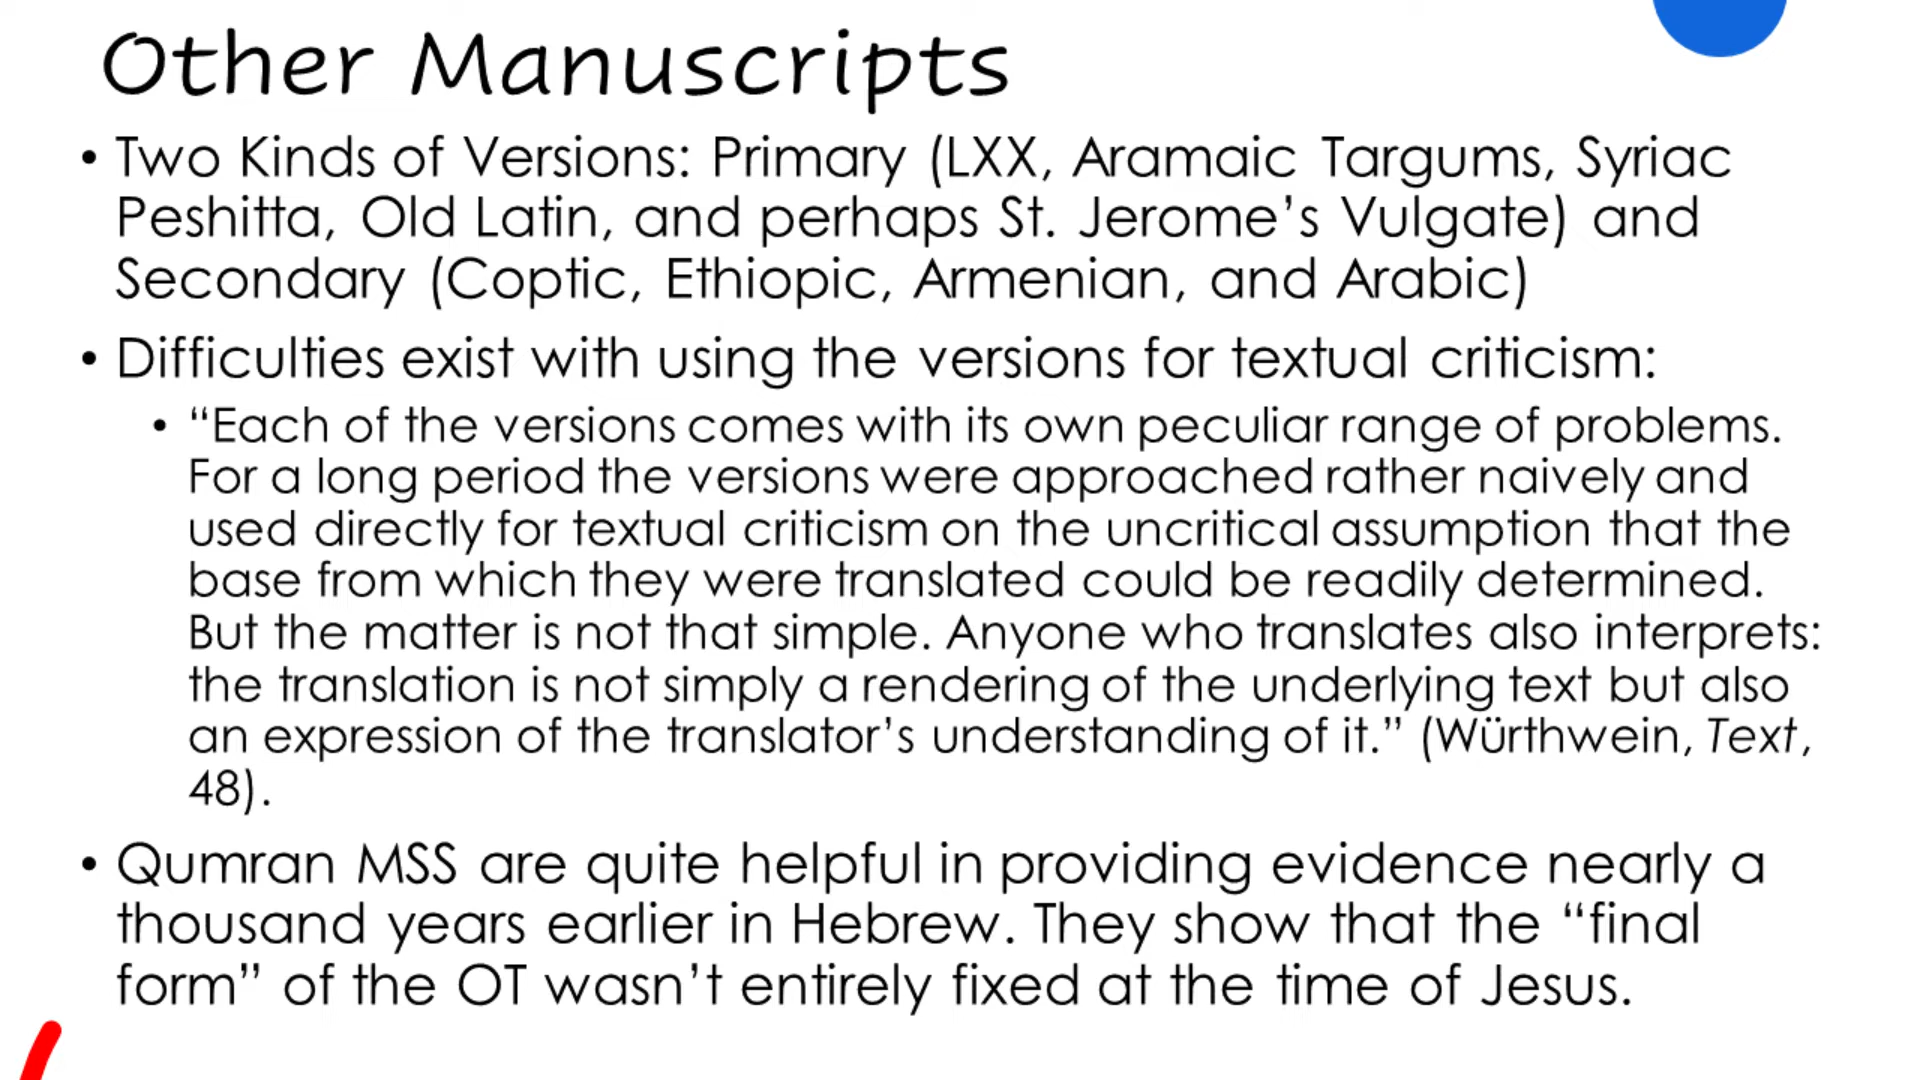 Other Manuscripts
• Two Kinds of Versions: Primary (LXX, Aramaic Targums, Syriac
Peshitta, Old Latin, and perhaps St. Jerome’s Vulgate) and
Secondary (Coptic, Ethiopic, Armenian, and Arabic)
• Difficulties exist with using the versions for textual criticism:
• “Each of the versions comes with its own peculiar range of problems.
For a long period the versions were approached rather naively and
used directly for textual criticism on the uncritical assumption that the
base from which they were translated could be readily determined.
But the matter is not that simple. Anyone who translates also interprets:
the translation is not simply a rendering of the underlying text but also
an expression of the translator’s understanding of it.” (Würthwein, Text,
48).
• Qumran MSS are quite helpful in providing evidence nearly a
thousand years earlier in Hebrew. They show that the “final
form” of the OT wasn’t entirely fixed at the time of Jesus.